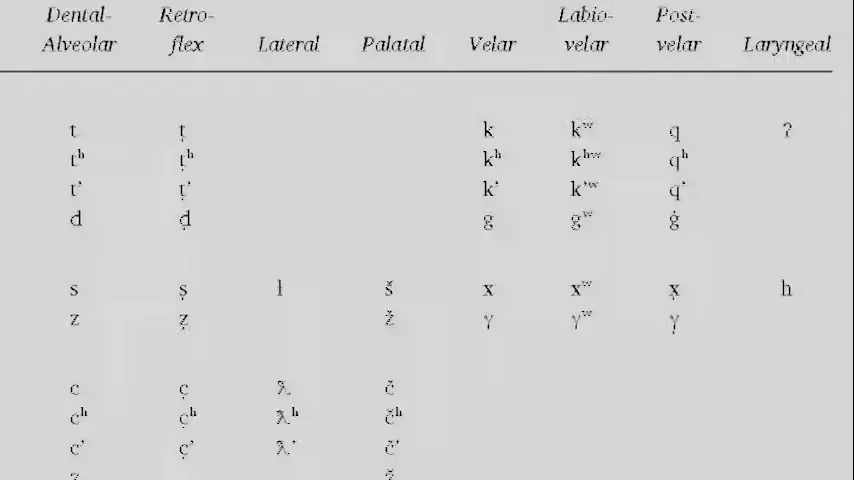 Dental- Retro- Labio- Post-
Alveolar flex Lateral Palatal Velar velar velar Laryngeal
t ṭ k kʷ q ʔ
tʰ ṭʰ kʰ kʰʷ qʰ
t’ ṭ’ k’ k’ʷ q’
d ḍ g gʷ ġ
s ṣ ł š x xʷ x̣ h
z ẓ ž γ γʷ γ̣
c c̣ ƛ č
cʰ c̣ʰ ƛʰ čʰ
c’ c̣’ ƛ’ č’